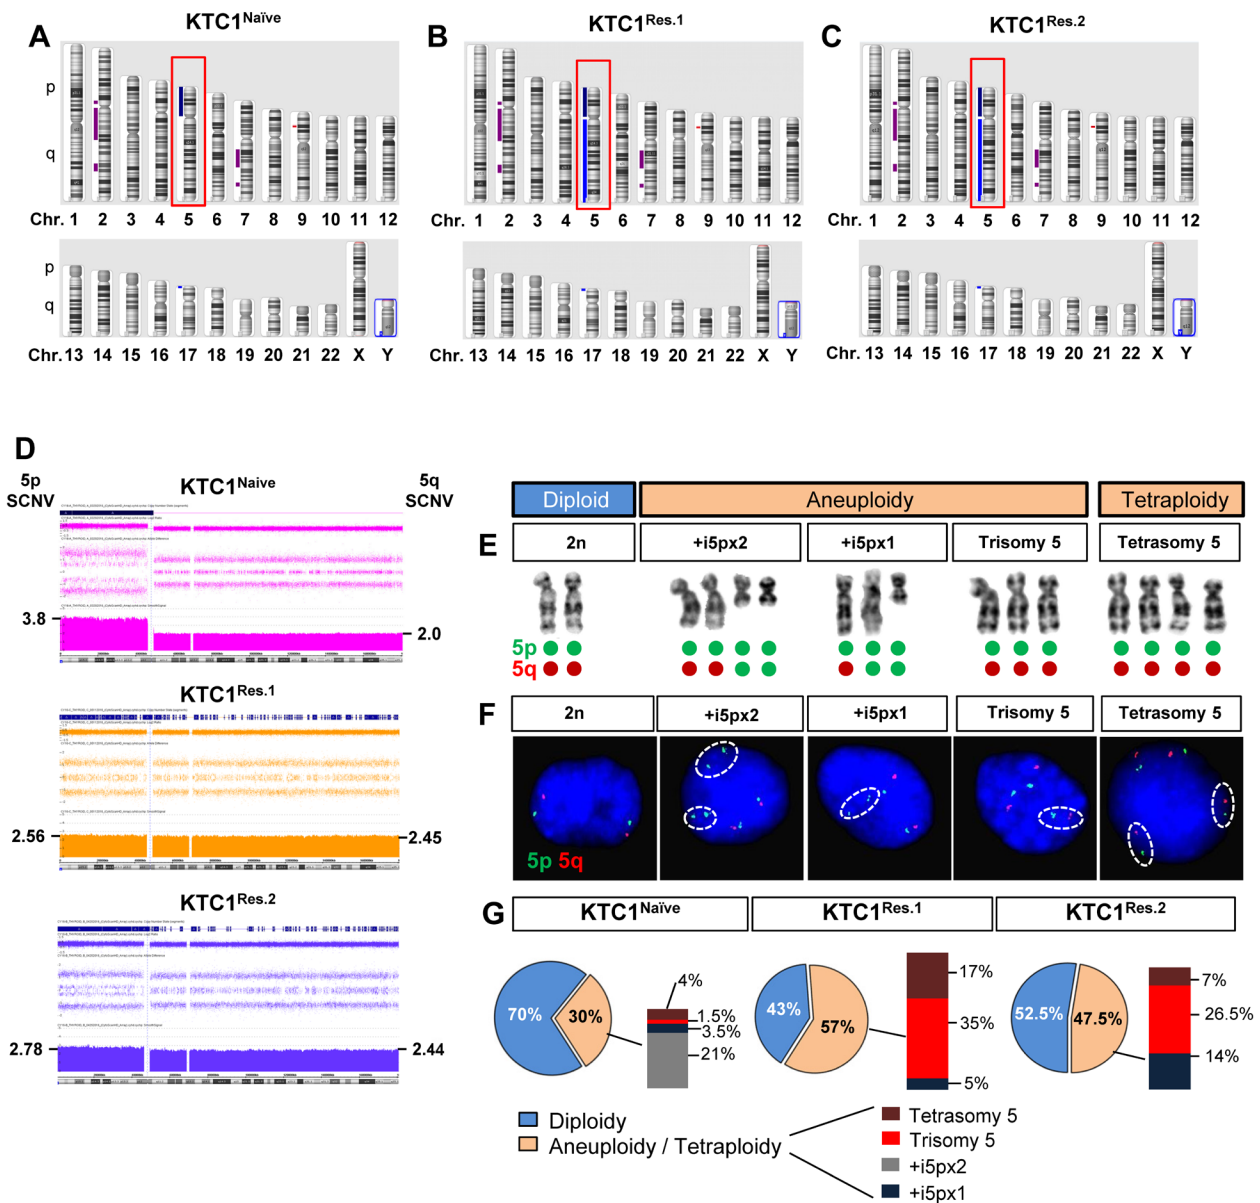 KTC1Naïve
KTC1Res.1
KTC1Res.2
A
B
C
p
q
Chr. 1 2 3 4 5 6 7 8 9 10 11 12
Chr. 1 2 3 4 5 6 7 8 9 10 11 12
Chr. 1 2 3 4 5 6 7 8 9 10 11 12
p
q
Chr. 13 14 15 16 17 18 19 20 21 22 X Y
Chr. 13 14 15 16 17 18 19 20 21 22 X Y
Chr. 13 14 15 16 17 18 19 20 21 22 X Y
D
5p
SCNV
KTC1Naive
5q
SCNV
3.8
2.0
KTC1Res.1
2.56
2.45
KTC1Res.2
2.78
2.44
Diploid
Aneuploidy
Tetraploidy
E
2n
+i5px2
+i5px1
Trisomy 5
Tetrasomy 5
5p
5q
F
2n
+i5px2
+i5px1
Trisomy 5
Tetrasomy 5
5p 5q
G
KTC1Naïve
KTC1Res.1
KTC1Res.2
70%
30%
4%
1.5%
3.5%
21%
43%
57%
17%
35%
5%
52.5%
47.5%
7%
26.5%
14%
Diploidy
Aneuploidy / Tetraploidy
Tetrasomy 5
Trisomy 5
+i5px2
+i5px1